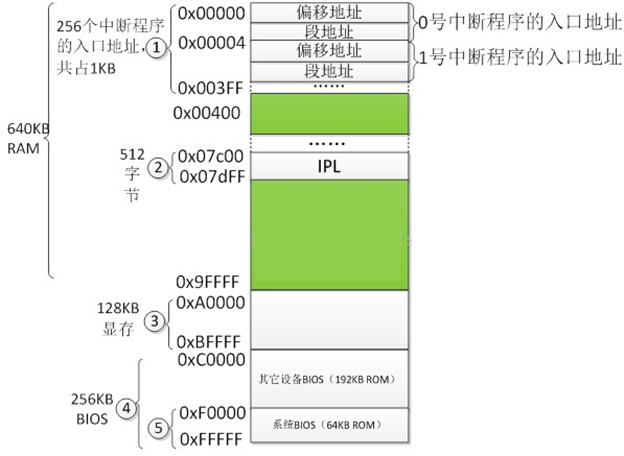 256个中断程序
的入口地址,
共占1KB
①
0x00000
0x00004
0x003FF
偏移地址
段地址
偏移地址
段地址
……
0号中断程序的入口地址
1号中断程序的入口地址
0x00400
……
640KB
RAM
512
字
节
②
0x07c00
0x07dFF
IPL
0x9FFFF
128KB
显存
③
0xA0000
0xBFFFF
256KB
BIOS
④
0xC0000
其它设备BIOS（192KB ROM）
⑤
0xF0000
0xFFFFF
系统BIOS（64KB ROM）